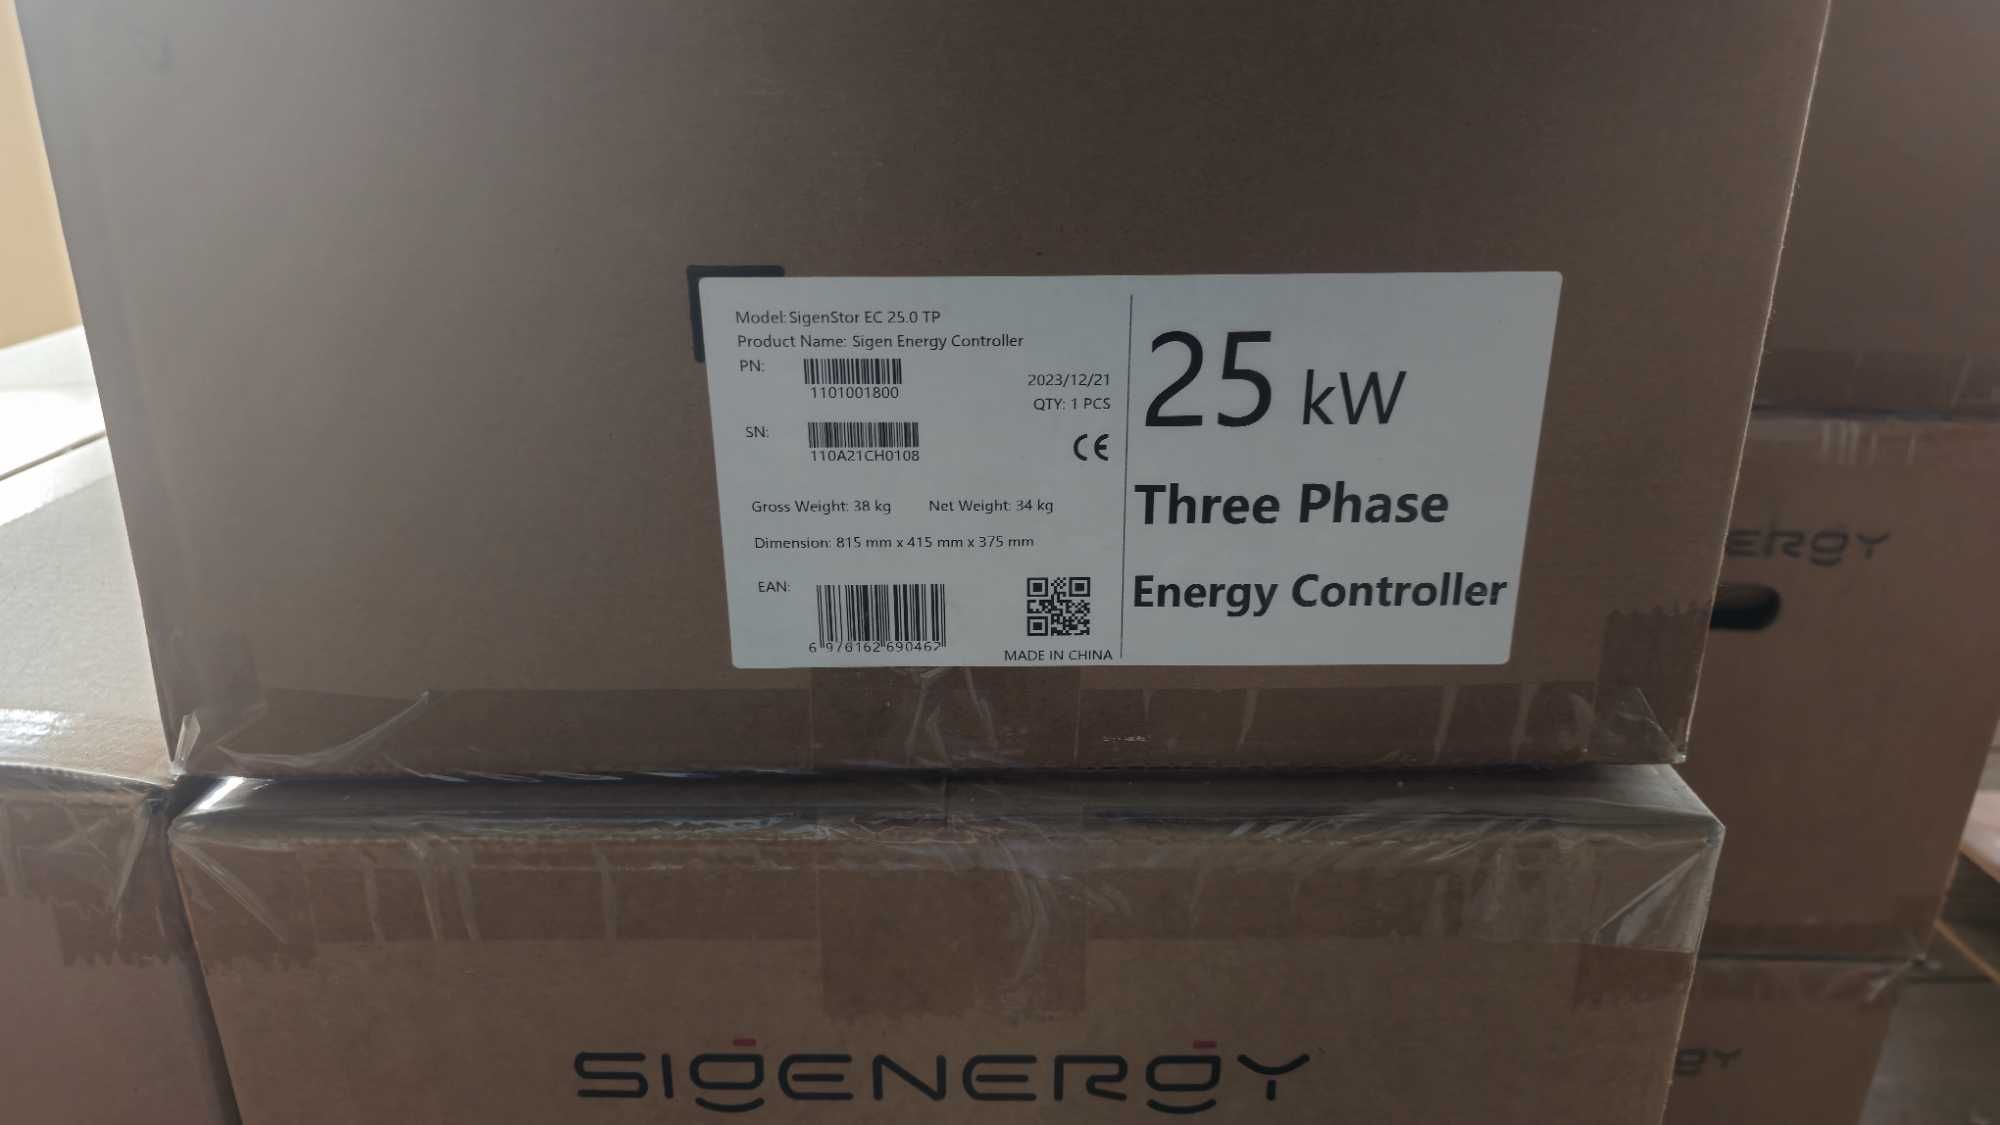 Model: SigenStor EC 25.0 TP
Product Name: Sigen Energy Controller
PN:
1101001800
2023/12/21
QTY: 1 PCS
SN:
110A21CH0108
CE
Gross Weight: 38 kg Net Weight: 34 kg
Dimension: 815 mm x 415 mm x 375 mm
EAN:
6 976162 690462
MADE IN CHINA
25 kW
Three Phase
Energy Controller
ERGY
SIGENERGY
GY